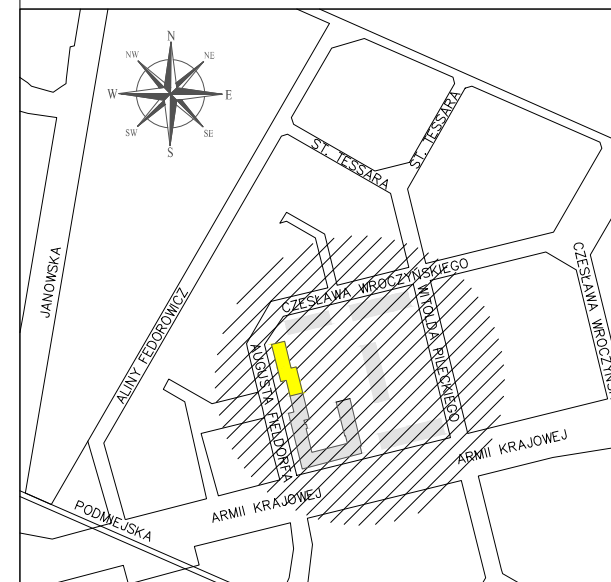 N
NW NE
W E
SW SE
S
ST. TESSARA
ST. TESSARA
JANOWSKA
ALINY FEDOROWICZ
CZESŁAWA WROCZYŃSKIEGO
CZESŁAWA WROCZYŃ
WITOLDA PILECKIEGO
AUGUSTA FIELDORFA
ARMII KRAJOWEJ
ARMII KRAJOWEJ
PODMIEJSKA